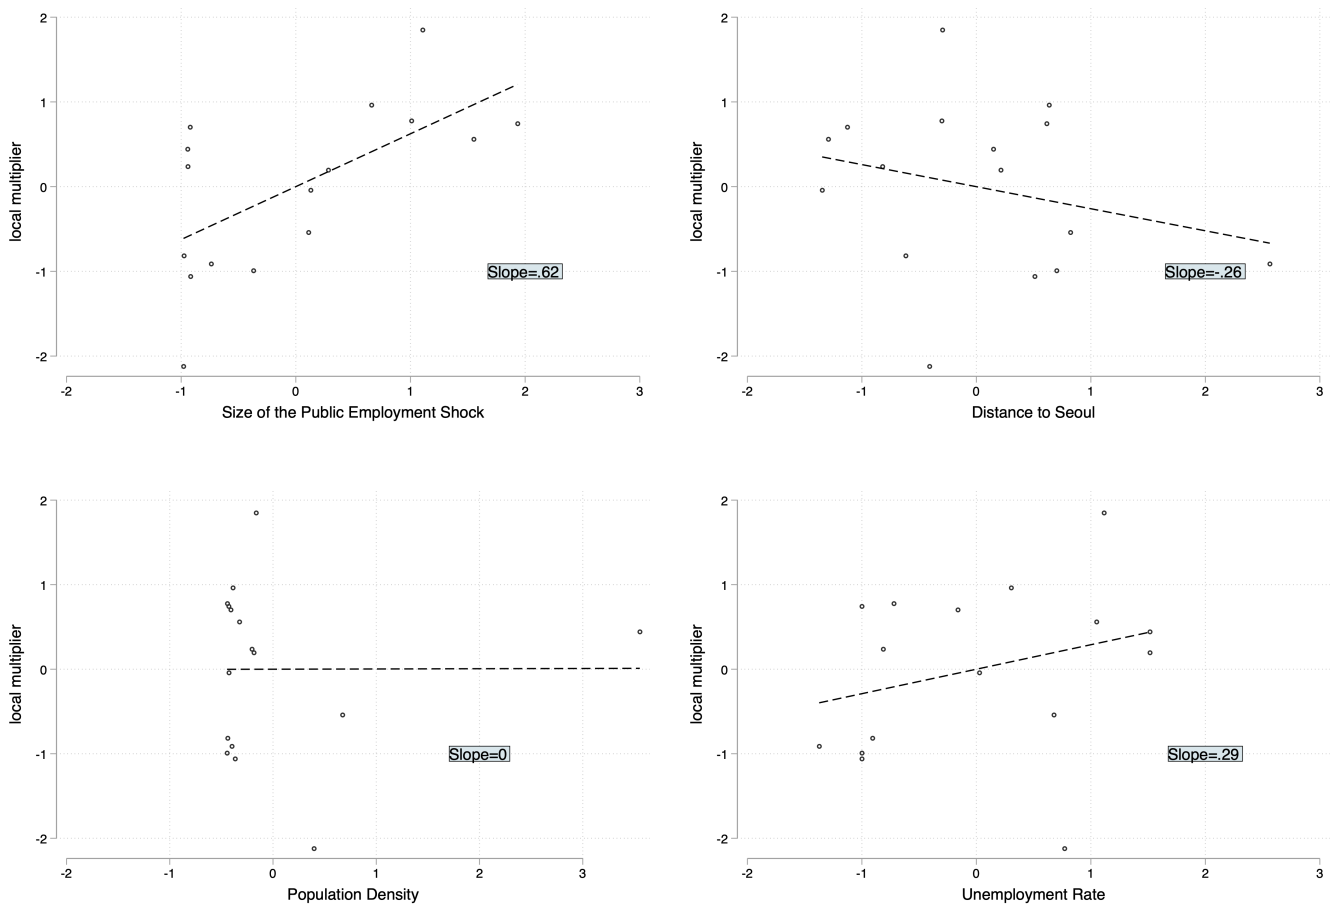 2
1
0
-1
-2
local multiplier
Slope=.62
-2 -1 0 1 2 3
Size of the Public Employment Shock
2
1
0
-1
-2
local multiplier
Slope=-.26
-2 -1 0 1 2 3
Distance to Seoul
2
1
0
-1
-2
local multiplier
Slope=0
-2 -1 0 1 2 3
Population Density
2
1
0
-1
-2
local multiplier
Slope=.29
-2 -1 0 1 2 3
Unemployment Rate